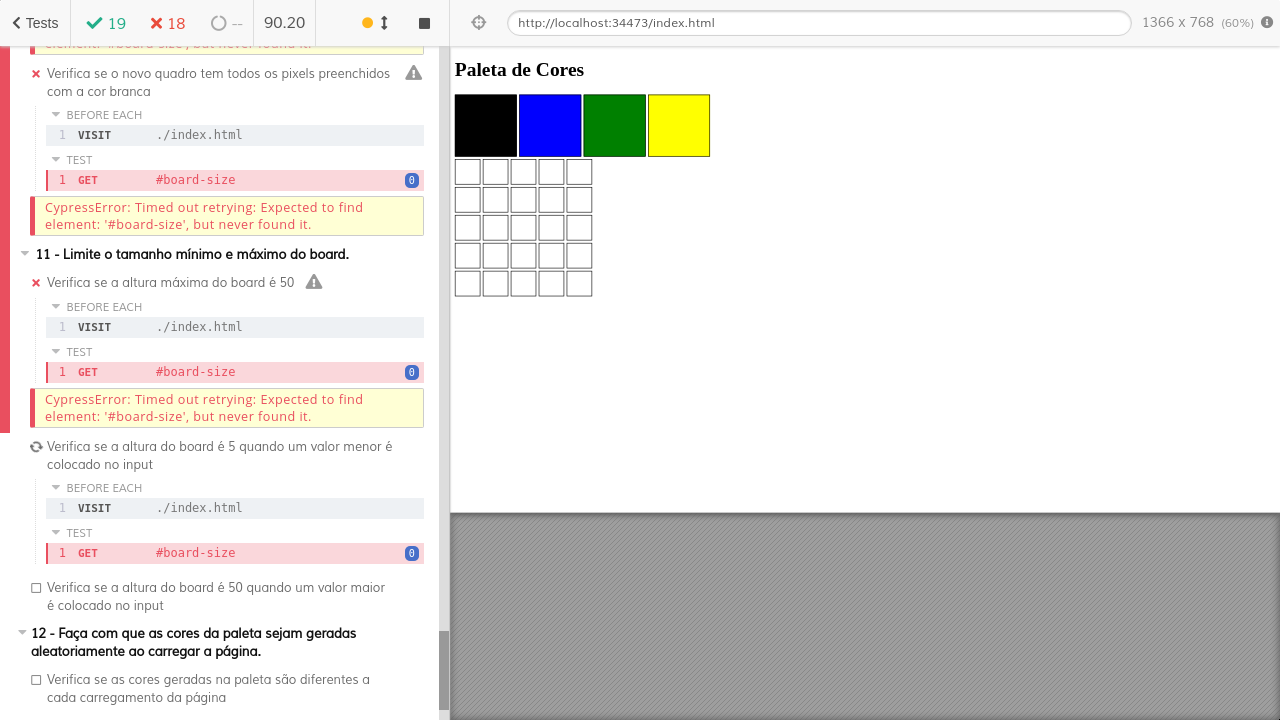 Tests
19
18
--
90.20
http://localhost:34473/index.html
1366 x 768 (60%)
element: '#board-size', but never found it.
Verifica se o novo quadro tem todos os pixels preenchidos
com a cor branca
BEFORE EACH
1 VISIT ./index.html
TEST
1 GET #board-size 0
CypressError: Timed out retrying: Expected to find
element: '#board-size', but never found it.
11 - Limite o tamanho mínimo e máximo do board.
Verifica se a altura máxima do board é 50
BEFORE EACH
1 VISIT ./index.html
TEST
1 GET #board-size 0
CypressError: Timed out retrying: Expected to find
element: '#board-size', but never found it.
Verifica se a altura do board é 5 quando um valor menor é
colocado no input
BEFORE EACH
1 VISIT ./index.html
TEST
1 GET #board-size 0
Verifica se a altura do board é 50 quando um valor maior
é colocado no input
12 - Faça com que as cores da paleta sejam geradas
aleatoriamente ao carregar a página.
Verifica se as cores geradas na paleta são diferentes a
cada carregamento da página
Paleta de Cores